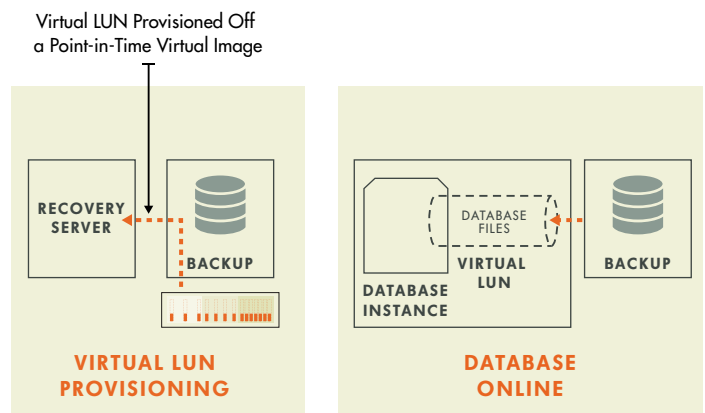 Virtual LUN Provisioned Off
a Point-in-Time Virtual Image
RECOVERY
SERVER
BACKUP
VIRTUAL LUN
PROVISIONING
DATABASE
FILES
VIRTUAL
LUN
DATABASE
INSTANCE
BACKUP
DATABASE
ONLINE